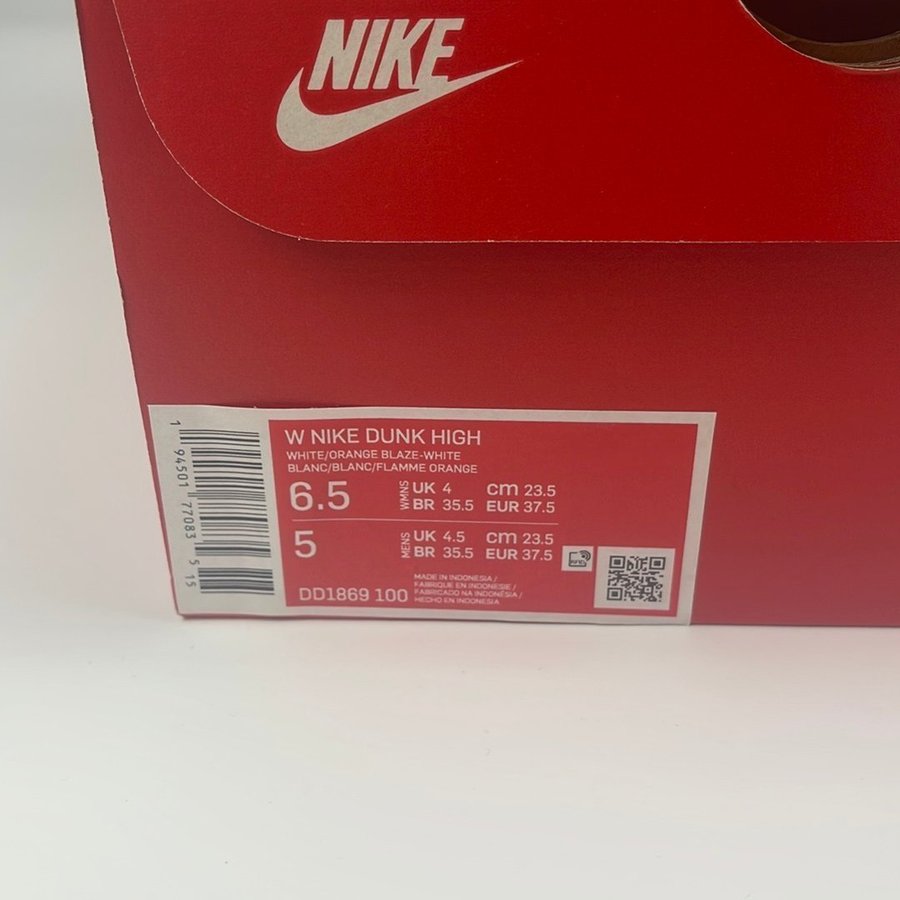 NIKE
W NIKE DUNK HIGH
WHITE/ORANGE BLAZE-WHITE
BLANC/BLANC/FLAMME ORANGE
6.5 WMNS UK 4 cm 23.5
BR 35.5 EUR 37.5
5 MENS UK 4.5 cm 23.5
BR 35.5 EUR 37.5
DD1869 100
MADE IN INDONESIA /
FABRIQUE EN INDONESIE /
FABRICADO NA INDONÉSIA /
HECHO EN INDONESIA
RFID
1 94501 77083 5 15